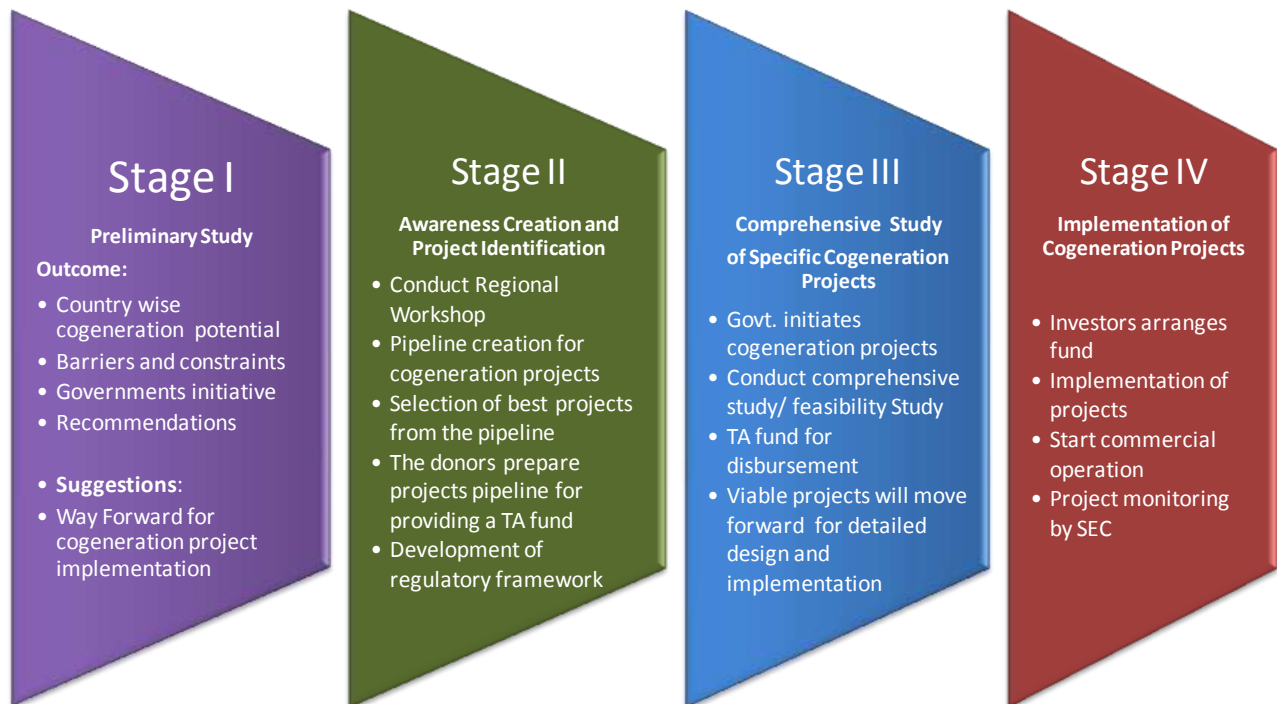 Stage I
Preliminary Study
Outcome:
• Country wise
cogeneration potential
• Barriers and constraints
• Governments initiative
• Recommendations
• Suggestions:
• Way Forward for
cogeneration project
implementation
Stage II
Awareness Creation and
Project Identification
• Conduct Regional
Workshop
• Pipeline creation for
cogeneration projects
• Selection of best projects
from the pipeline
• The donors prepare
projects pipeline for
providing a TA fund
• Development of
regulatory framework
Stage III
Comprehensive Study
of Specific Cogeneration
Projects
• Govt. initiates
cogeneration projects
• Conduct comprehensive
study/ feasibility Study
• TA fund for
disbursement
• Viable projects will move
forward for detailed
design and
implementation
Stage IV
Implementation of
Cogeneration Projects
• Investors arranges
fund
• Implementation of
projects
• Start commercial
operation
• Project monitoring
by SEC